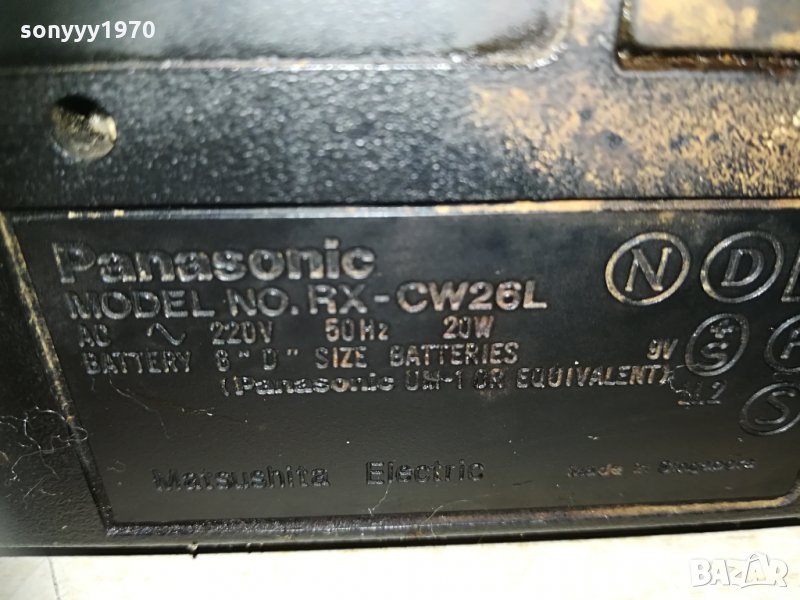 sonyyy1970
Panasonic
MODEL NO. RX-CW26L
AC ~ 220V 50Hz 20W
BATTERY "D" SIZE BATTERIES 9V
(Panasonic UM-1 OR EQUIVALENT)
Matsushita Electric Made in Singapore
N D
S
S
BAZAR